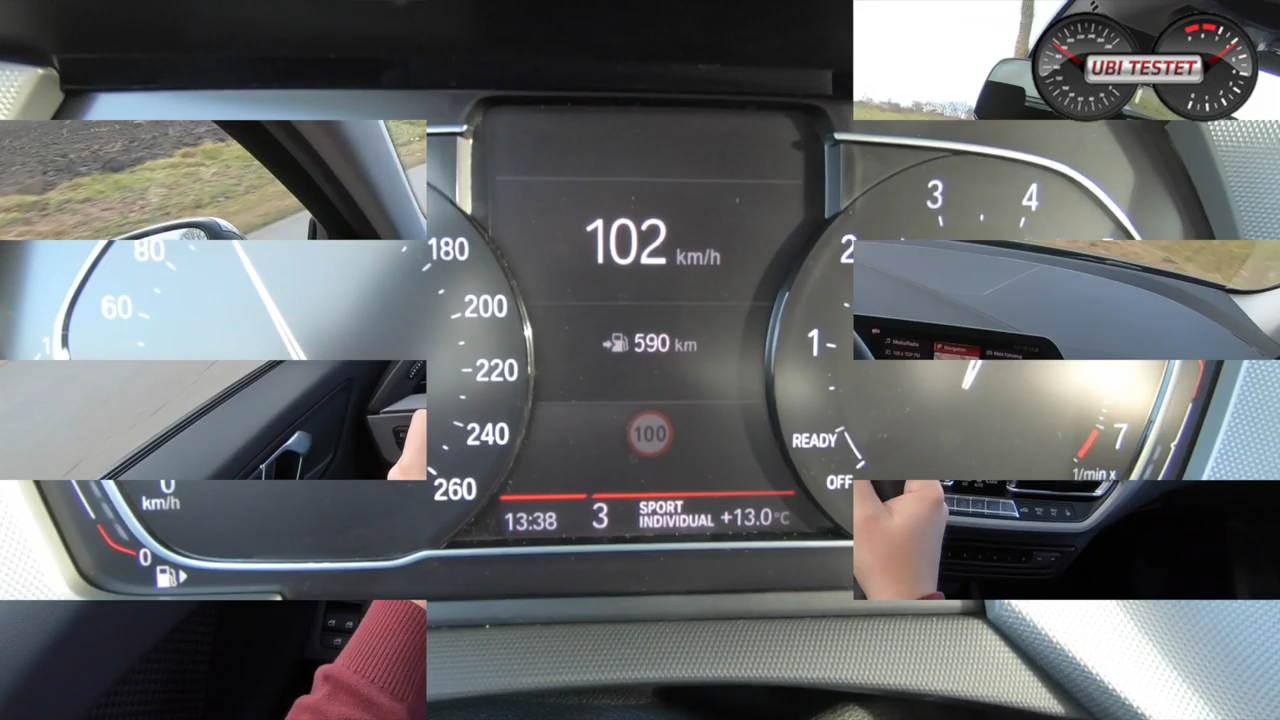 UBI TESTET
3 4
102 km/h
80 180 2
60 200
590 km
1
220
100
240 READY 7
1/min x
260 OFF
0
km/h
13:38 3 SPORT INDIVIDUAL +13.0°C
0